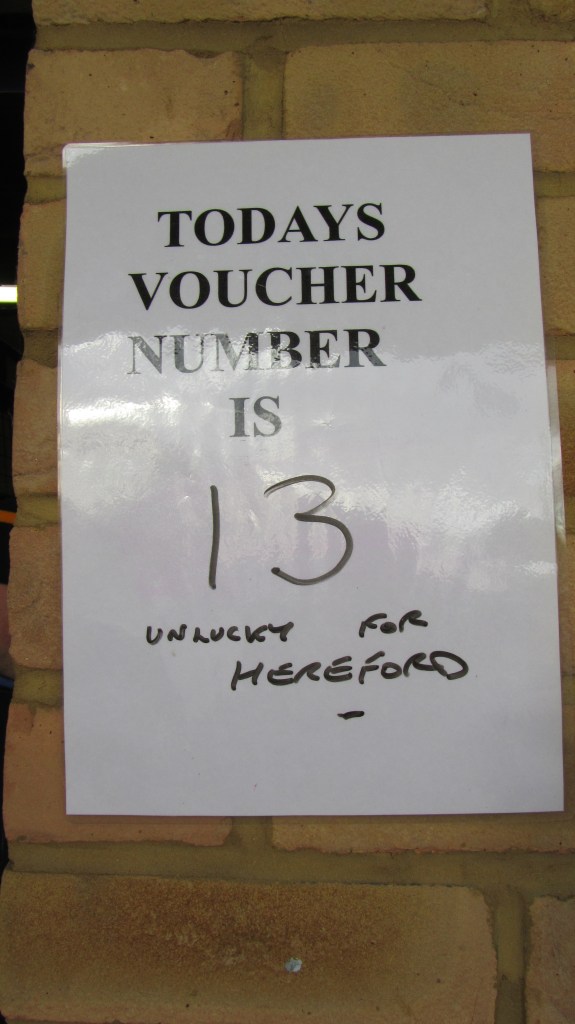 TODAYS
VOUCHER
NUMBER
IS
13
UNLUCKY FOR
HEREFORD
-